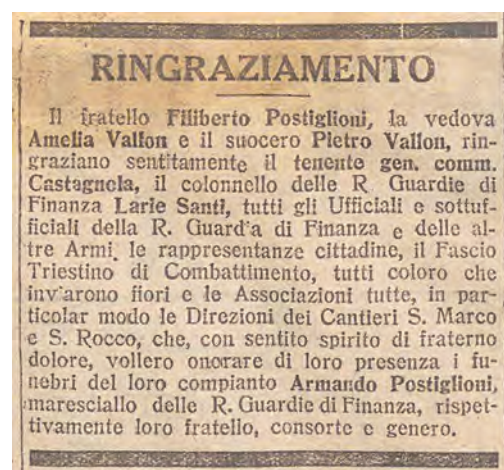 RINGRAZIAMENTO
Il fratello Filiberto Postiglioni, la vedova
Amelia Vallon e il suocero Pietro Vallon, rin-
graziano sentitamente il tenente gen. comm.
Castagnola, il colonnello delle R Guardie di
Finanza Larie Santi, tutti gli Ufficiali e sottuf-
ficiali della R. Guard'a di Finanza e delle al-
tre Armi. le rappresentanze cittadine, il Fascio
Triestino di Combattimento, tutti coloro che
inv'arono fiori e le Associazioni tutte, in par-
ticolar modo le Direzioni dei Cantieri S. Marco
e S. Rocco, che, con sentito spirito di fraterno
dolore, vollero onorare di loro presenza i fu-
nebri del loro compianto Armando Postiglioni,
maresciallo delle R. Guardie di Finanza, rispet-
tivamente loro fratello, consorte e genero.